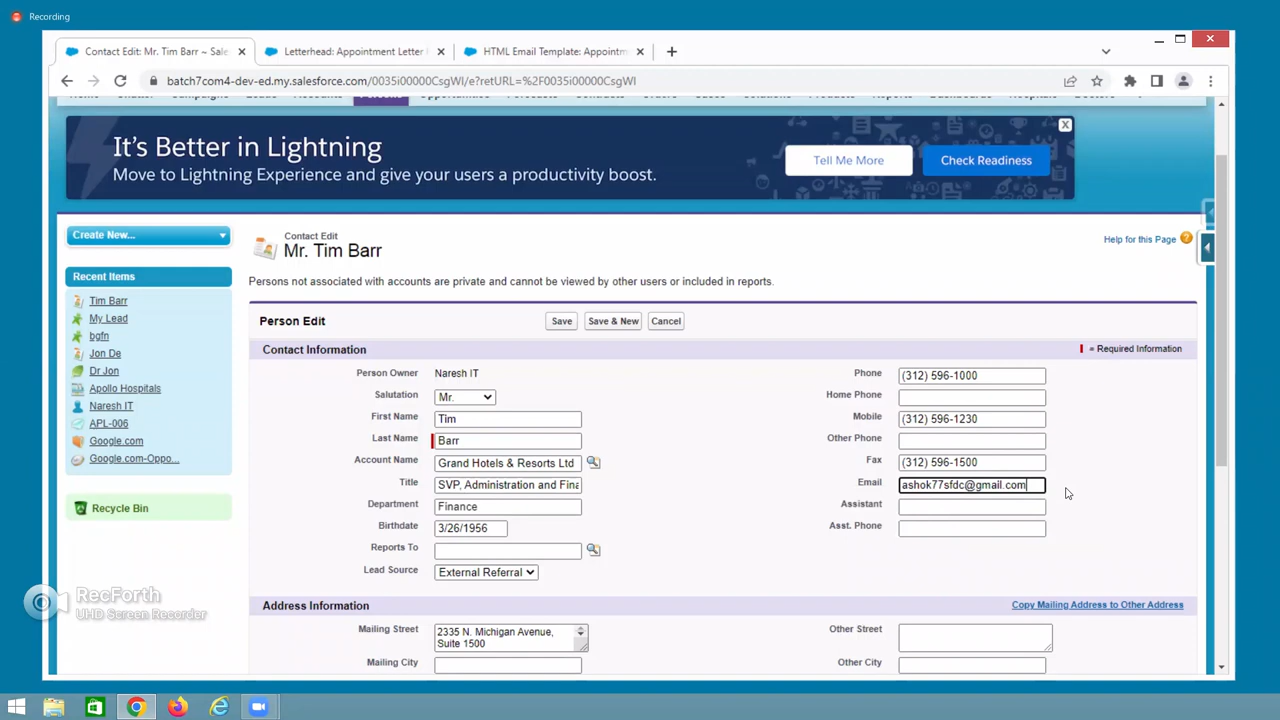 Recording
Contact Edit: Mr. Tim Barr ~ Sale
Letterhead: Appointment Letter
HTML Email Template: Appointm
batch7com4-dev-ed.my.salesforce.com/0035i00000CsgWI/e?retURL=%2F0035i00000CsgWI
It's Better in Lightning
Move to Lightning Experience and give your users a productivity boost.
Tell Me More
Check Readiness
Create New...
Contact Edit
Mr. Tim Barr
Help for this Page
Recent Items
Tim Barr
My Lead
bgfn
Jon De
Dr Jon
Apollo Hospitals
Naresh IT
APL-006
Google.com
Google.com-Oppo...
Recycle Bin
Persons not associated with accounts are private and cannot be viewed by other users or included in reports.
Person Edit
Save
Save & New
Cancel
Contact Information
= Required Information
Person Owner Naresh IT
Salutation Mr.
First Name Tim
Last Name Barr
Account Name Grand Hotels & Resorts Ltd
Title SVP, Administration and Fina
Department Finance
Birthdate 3/26/1956
Reports To
Lead Source External Referral
Phone (312) 596-1000
Home Phone
Mobile (312) 596-1230
Other Phone
Fax (312) 596-1500
Email ashok77sfdc@gmail.com
Assistant
Asst. Phone
Address Information
Copy Mailing Address to Other Address
Mailing Street 2335 N. Michigan Avenue,
Suite 1500
Mailing City
Other Street
Other City
RecForth
UHD Screen Recorder